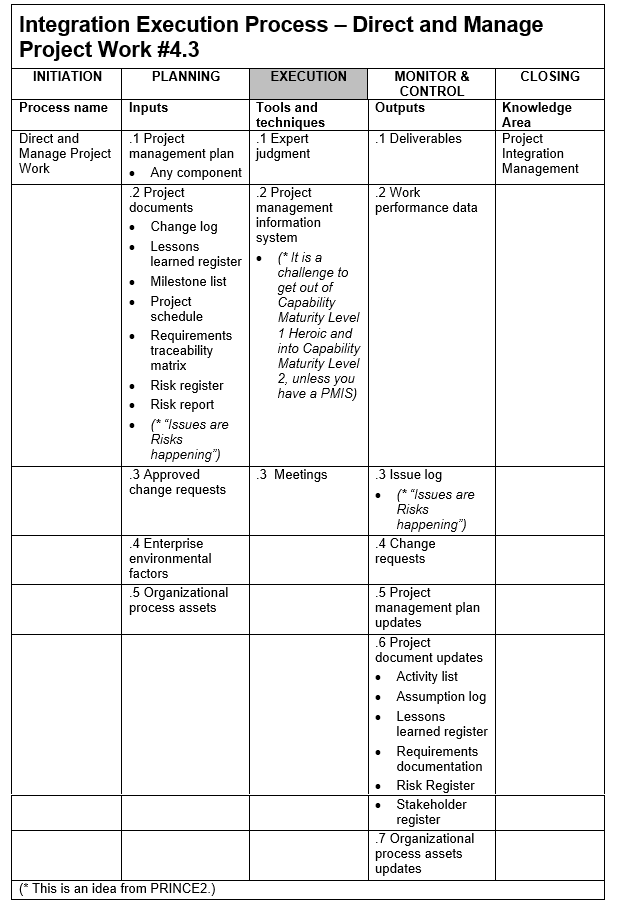 Integration Execution Process – Direct and Manage
Project Work #4.3
INITIATION
PLANNING
EXECUTION
MONITOR &
CONTROL
CLOSING
Process name
Inputs
Tools and
techniques
Outputs
Knowledge
Area
Direct and
Manage Project
Work
.1 Project
management plan
• Any component
.1 Expert
judgment
.1 Deliverables
Project
Integration
Management
.2 Project
documents
• Change log
• Lessons
learned register
• Milestone list
• Project
schedule
• Requirements
traceability
matrix
• Risk register
• Risk report
• (* “Issues are
Risks
happening”)
.2 Project
management
information
system
• (* It is a
challenge to
get out of
Capability
Maturity Level
1 Heroic and
into Capability
Maturity Level
2, unless you
have a PMIS)
.2 Work
performance data
.3 Approved
change requests
.3 Meetings
.3 Issue log
• (* “Issues are
Risks
happening”)
.4 Enterprise
environmental
factors
.4 Change
requests
.5 Organizational
process assets
.5 Project
management plan
updates
.6 Project
document updates
• Activity list
• Assumption log
• Lessons
learned register
• Requirements
documentation
• Risk Register
• Stakeholder
register
.7 Organizational
process assets
updates
(* This is an idea from PRINCE2.)